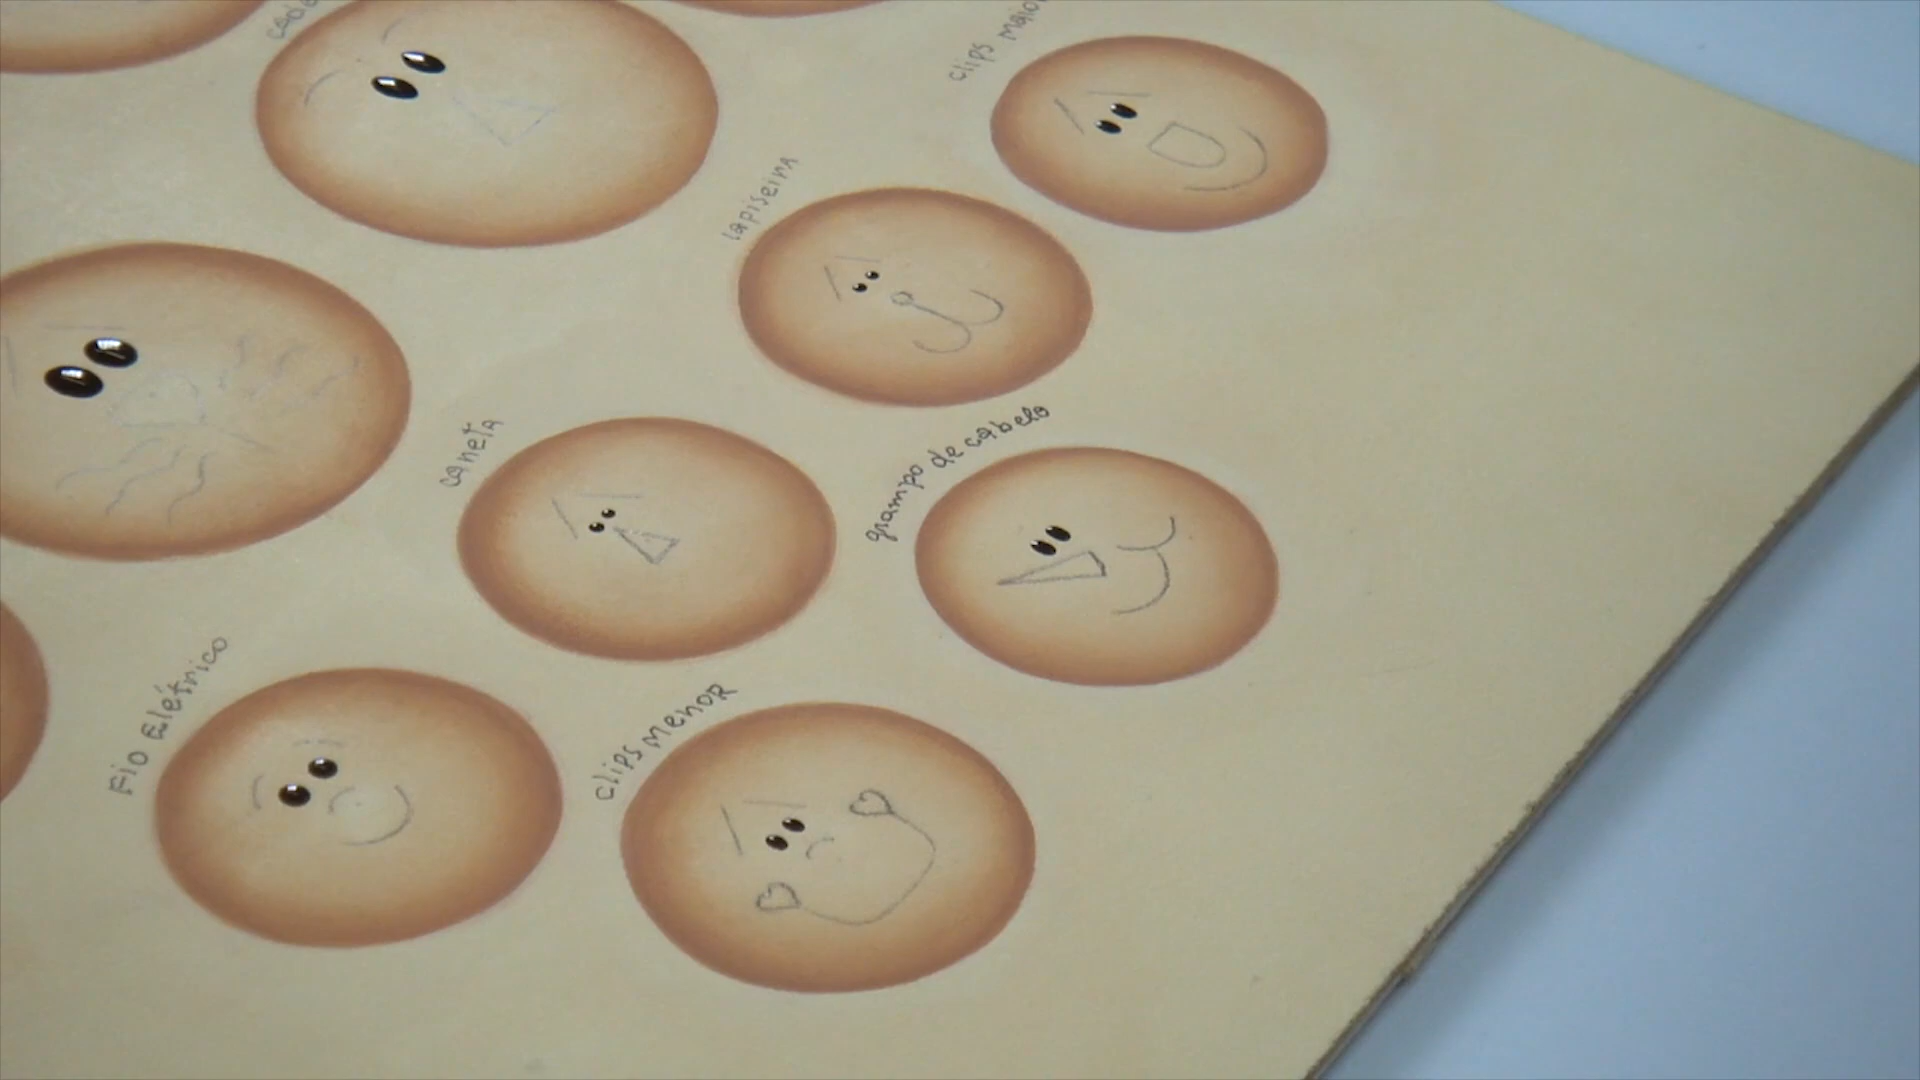 clips maior
lapiseira
caneta
grampo de cabelo
Fio Elétrico
clips menor